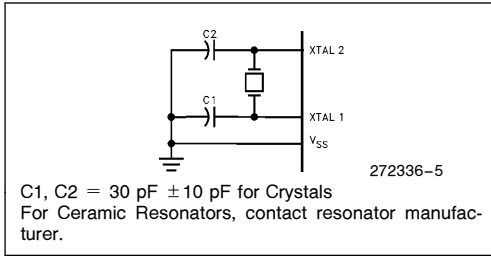 C2
XTAL 2
C1
XTAL 1
VSS
272336–5
C1, C2 = 30 pF ±10 pF for Crystals
For Ceramic Resonators, contact resonator manufac-
turer.